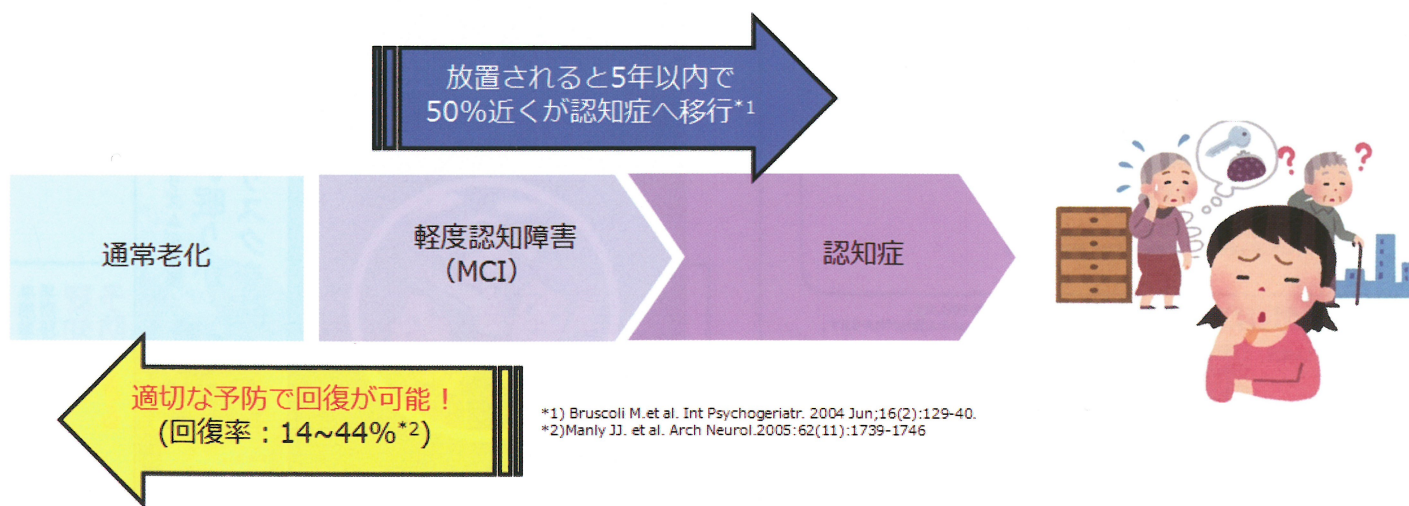 放置されると5年以内で
50%近くが認知症へ移行*1
通常老化
軽度認知障害
（MCI）
認知症
適切な予防で回復が可能！
(回復率：14~44%*2)
*1) Bruscoli M.et al. Int Psychogeriatr. 2004 Jun;16(2):129-40.
*2)Manly JJ. et al. Arch Neurol.2005:62(11):1739-1746
?
?